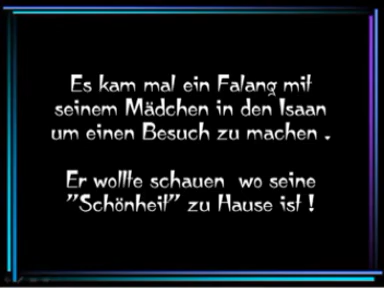 Es kam mal ein Falang mit
seinem Mädchen in den Isaan
um einen Besuch zu machen .
Er wollte schauen wo seine
"Schönheit" zu Hause ist !